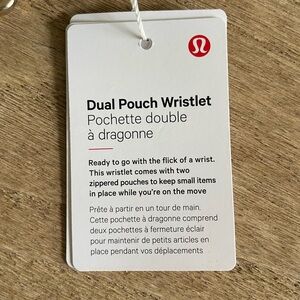 Dual Pouch Wristlet
Pochette double
à dragonne
Ready to go with the flick of a wrist.
This wristlet comes with two
zippered pouches to keep small items
in place while you're on the move
Prête à partir en un tour de main.
Cette pochette à dragonne comprend
deux pochettes à fermeture éclair
pour maintenir de petits articles en
place pendant vos déplacements